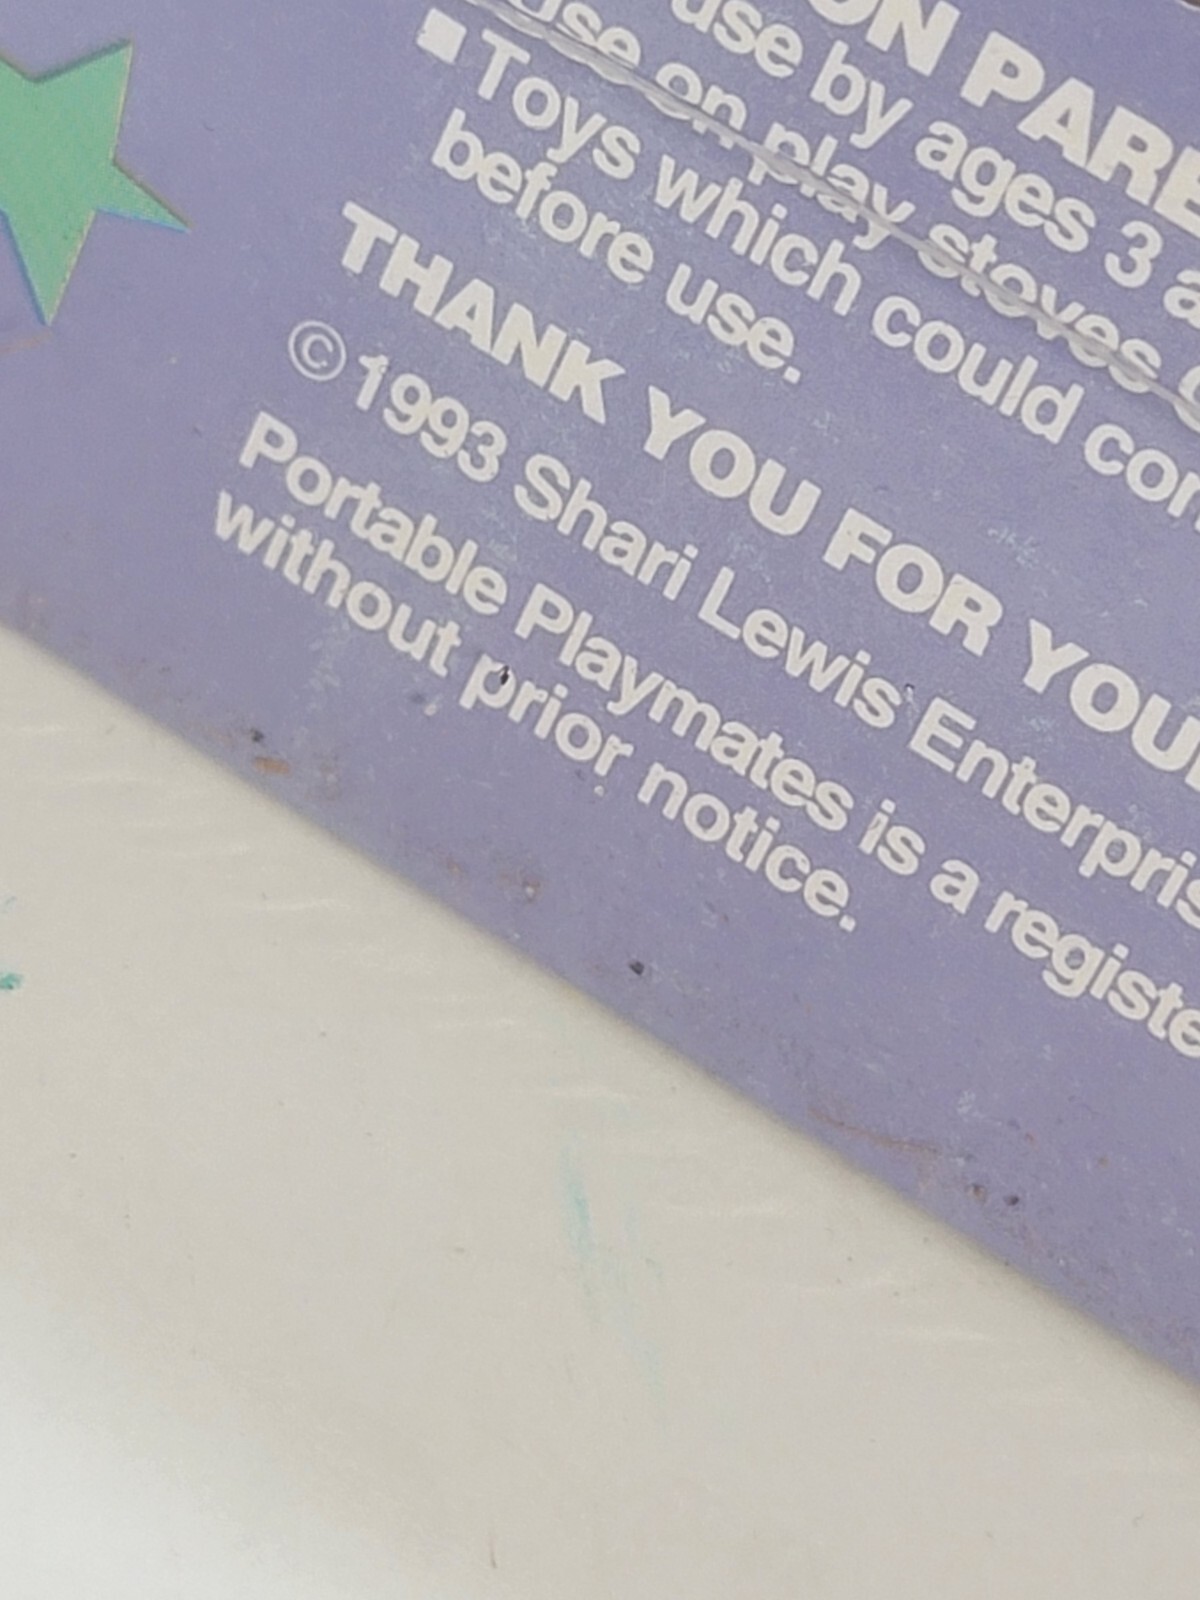 ON PARE
use by ages 3 a
use on play stoves
■ Toys which could con
before use.
THANK YOU FOR YOU
© 1993 Shari Lewis Enterpris
Portable Playmates is a registe
without prior notice.